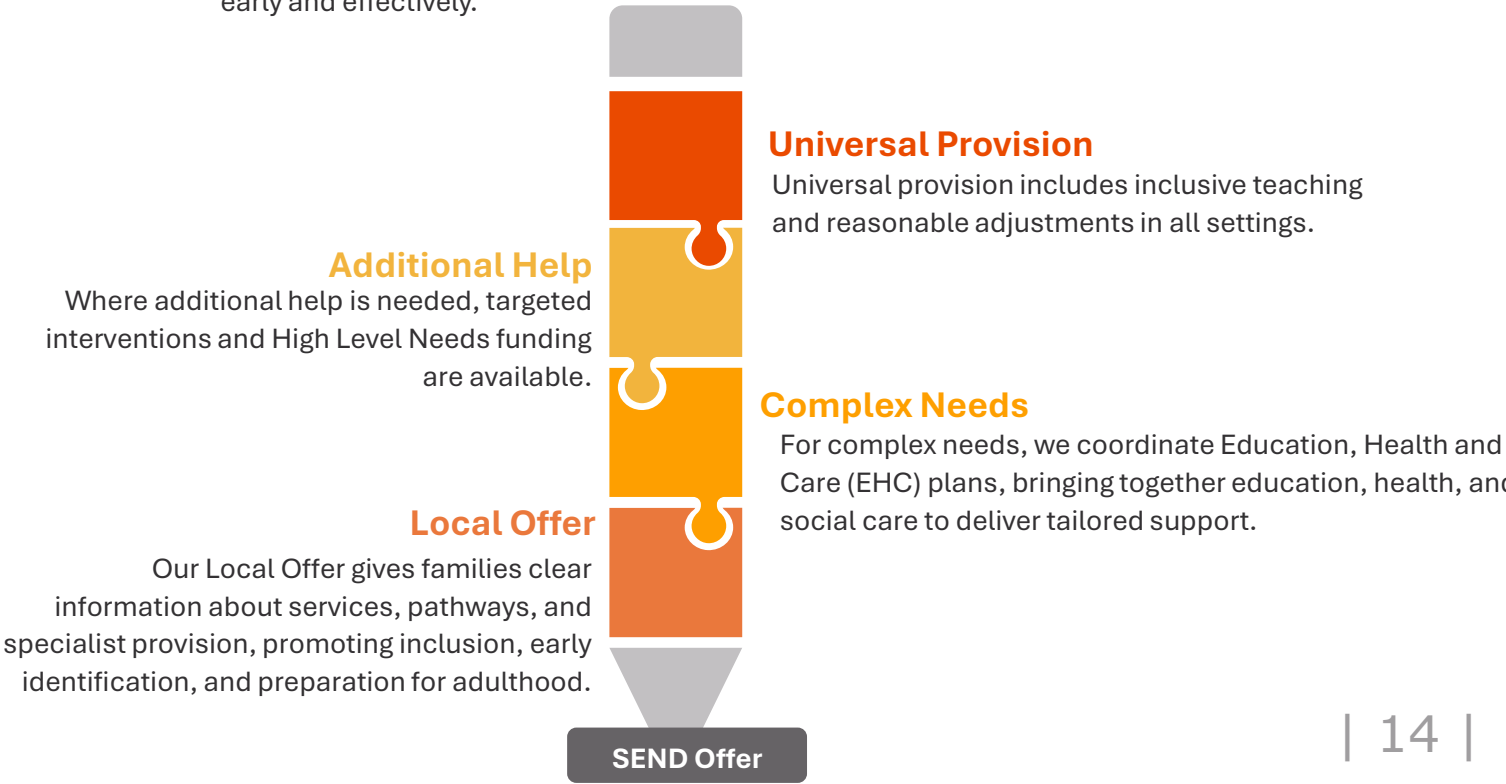 early and effectively.
Universal Provision
Universal provision includes inclusive teaching
and reasonable adjustments in all settings.
Additional Help
Where additional help is needed, targeted
interventions and High Level Needs funding
are available.
Complex Needs
For complex needs, we coordinate Education, Health and
Care (EHC) plans, bringing together education, health, and
social care to deliver tailored support.
Local Offer
Our Local Offer gives families clear
information about services, pathways, and
specialist provision, promoting inclusion, early
identification, and preparation for adulthood.
SEND Offer
| 14 |